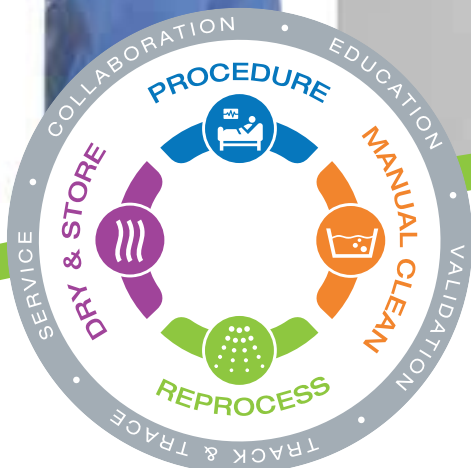 COLLABORATION • EDUCATION • VALIDATION • TRACK & TRACE • SERVICE •
PROCEDURE
MANUAL CLEAN
REPROCESS
DRY & STORE